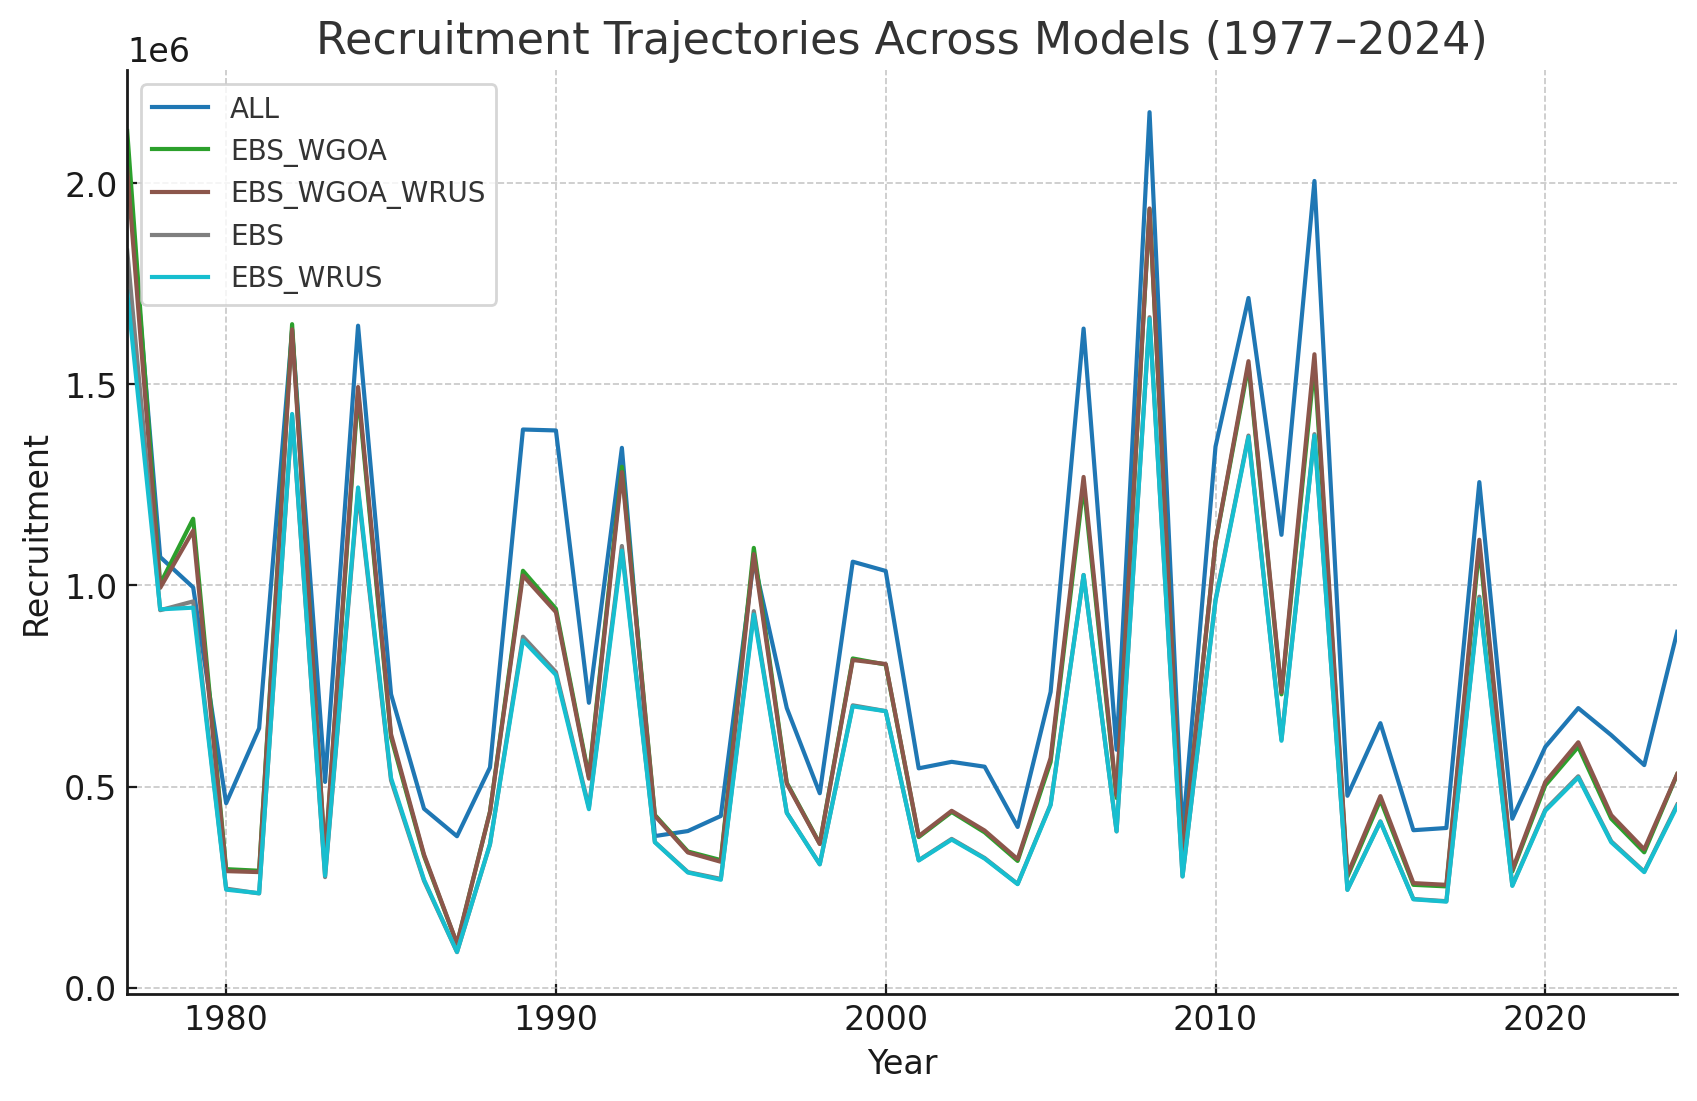 Recruitment Trajectories Across Models (1977–2024)
1e6
ALL
EBS_WGOA
EBS_WGOA_WRUS
EBS
EBS_WRUS
2.0
1.5
1.0
0.5
0.0
Recruitment
1980 1990 2000 2010 2020
Year